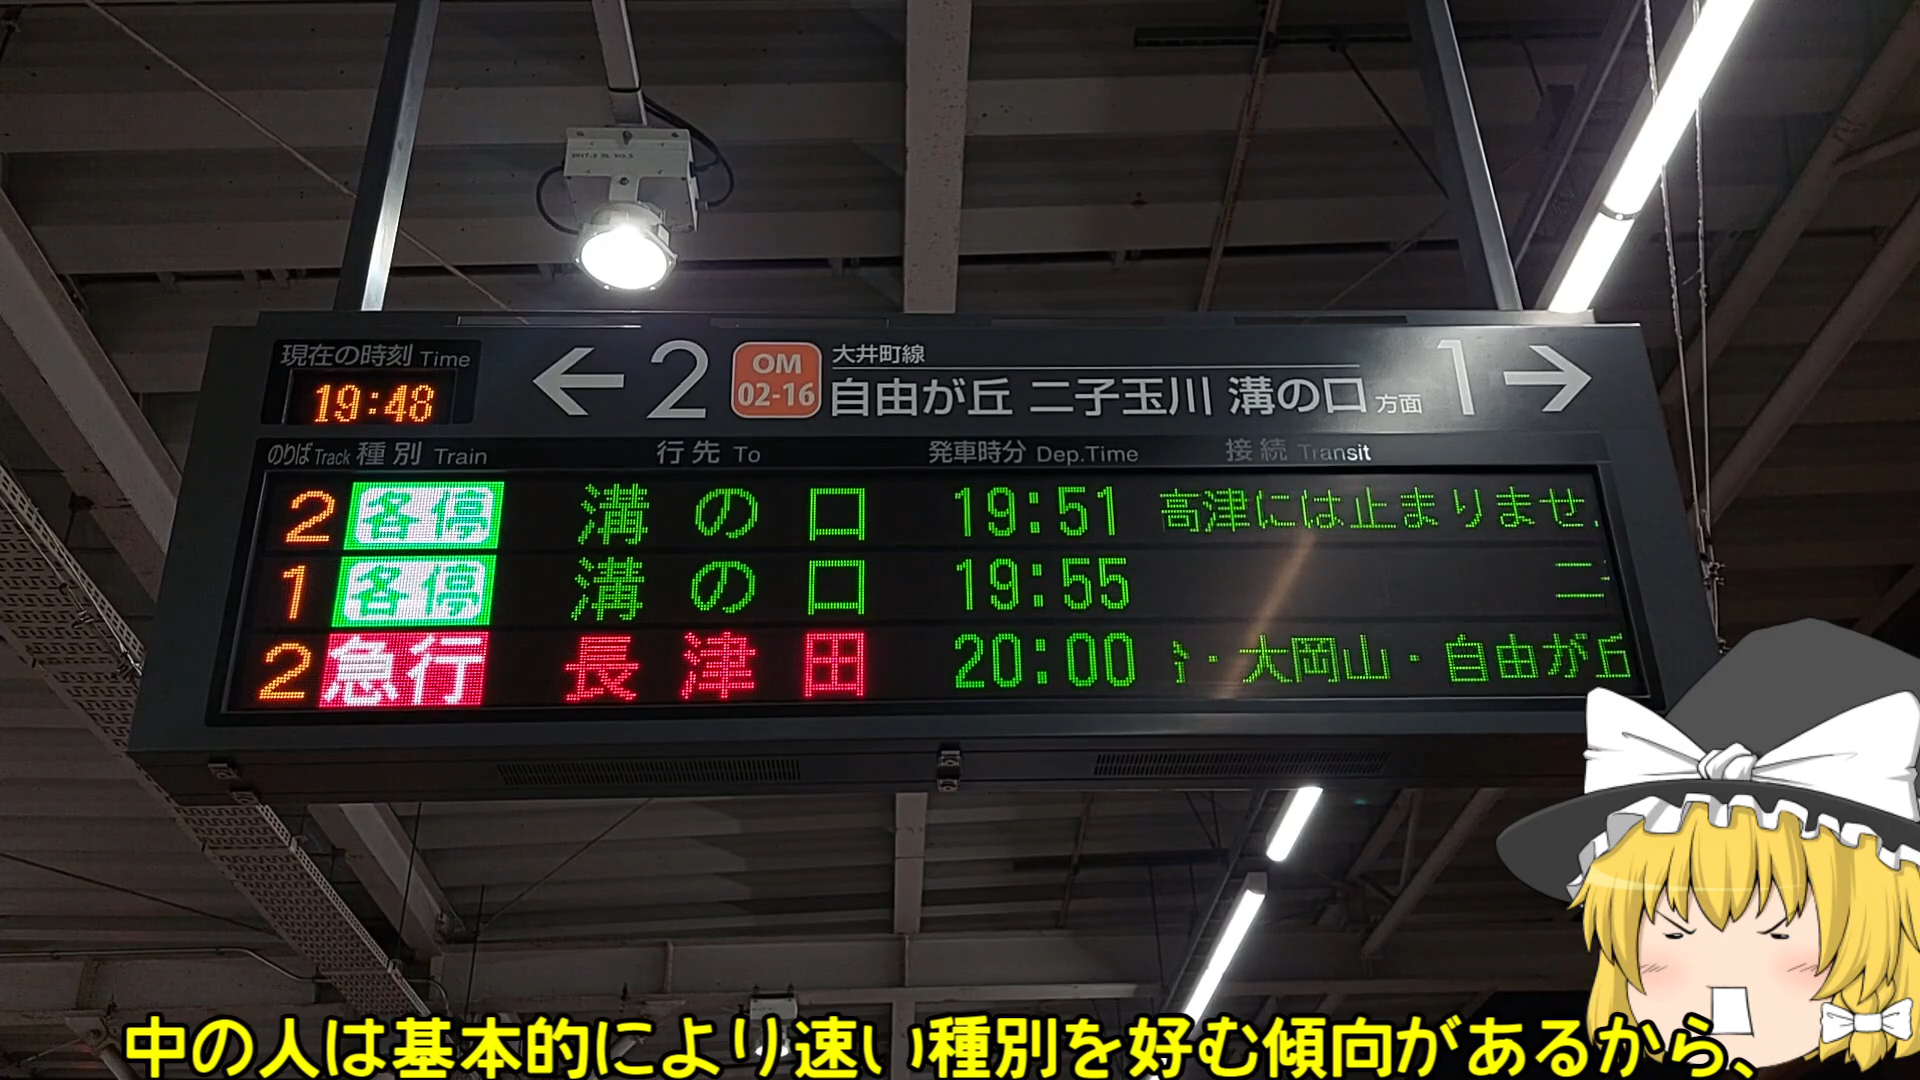 現在の時刻 Time
19:48
← 2 OM 02-16 大井町線 1 →
自由が丘 二子玉川 溝の口 方面
のりば Track 種別 Train 行先 To 発車時分 Dep.Time 接続 Transit
2 各停 溝の口 19:51 高津には止まりませ
1 各停 溝の口 19:55 二
2 急行 長津田 20:00 ・大岡山・自由が丘
中の人は基本的により速い種別を好む傾向があるから、